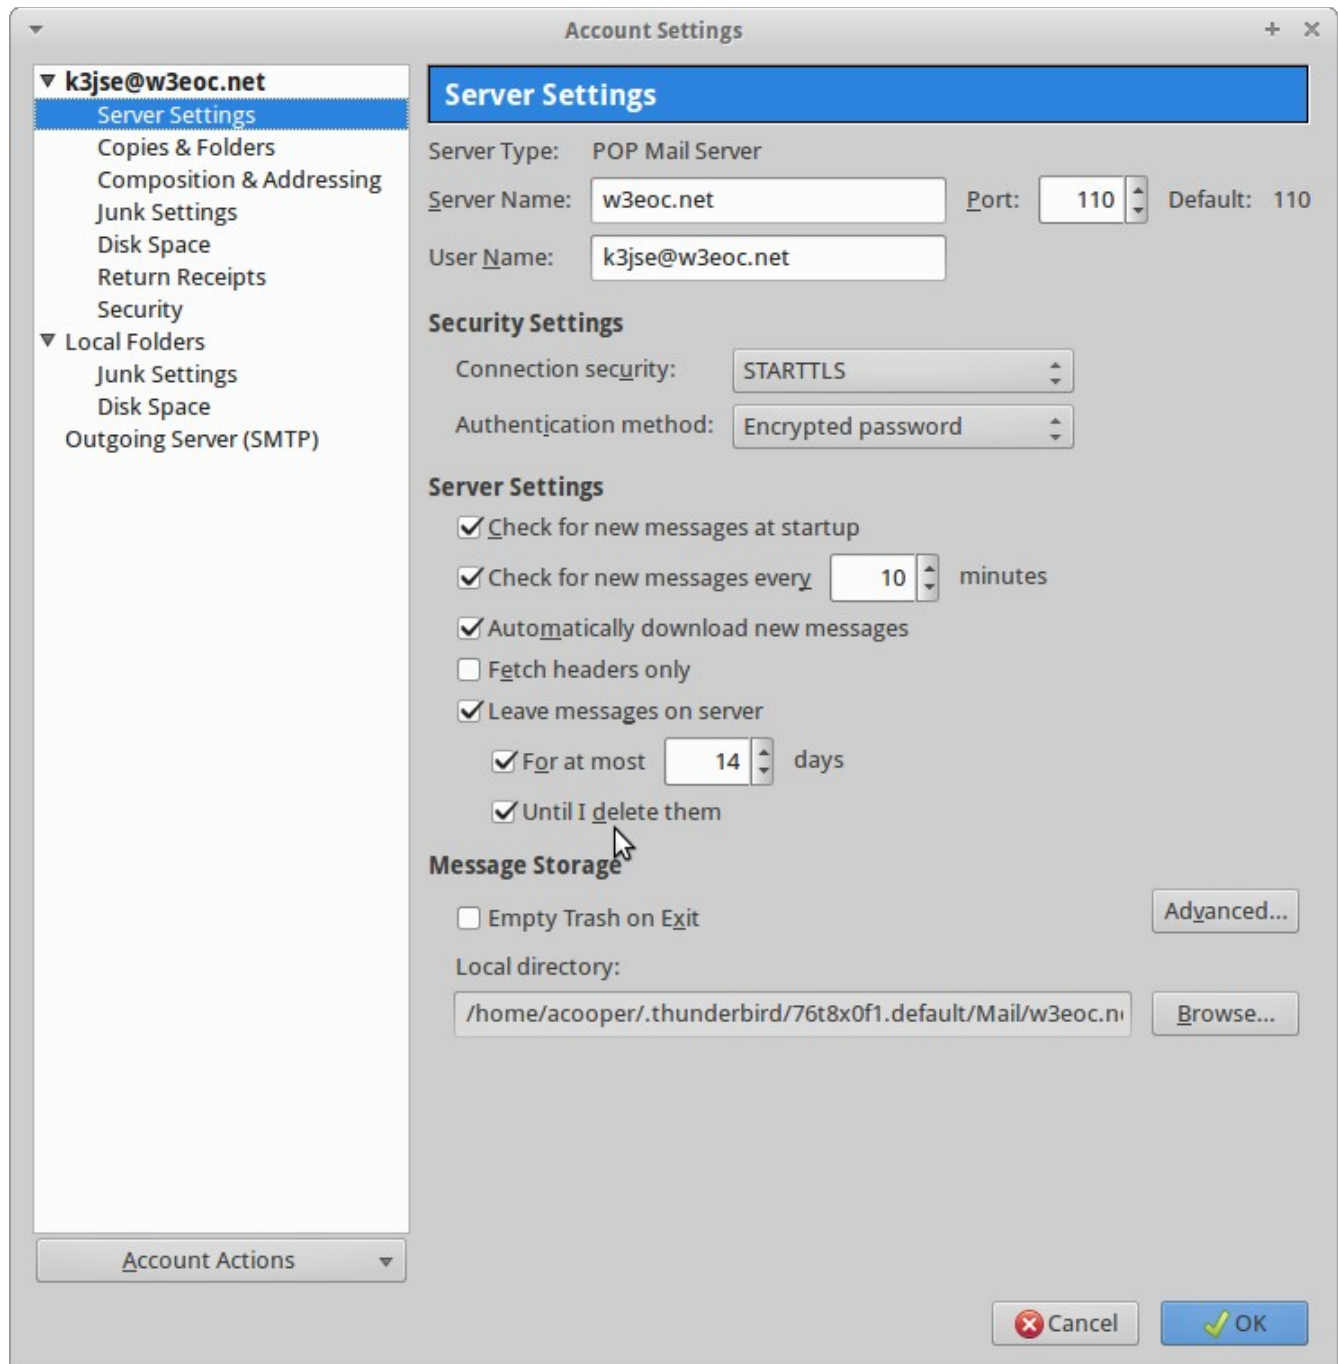 Account Settings
k3jse@w3eoc.net
Server Settings
Copies & Folders
Composition & Addressing
Junk Settings
Disk Space
Return Receipts
Security
Local Folders
Junk Settings
Disk Space
Outgoing Server (SMTP)
Account Actions
Server Settings
Server Type: POP Mail Server
Server Name: w3eoc.net Port: 110 Default: 110
User Name: k3jse@w3eoc.net
Security Settings
Connection security: STARTTLS
Authentication method: Encrypted password
Server Settings
Check for new messages at startup
Check for new messages every 10 minutes
Automatically download new messages
Fetch headers only
Leave messages on server
For at most 14 days
Until I delete them
Message Storage
Empty Trash on Exit Advanced...
Local directory:
/home/acooper/.thunderbird/76t8x0f1.default/Mail/w3eoc.n Browse...
Cancel OK